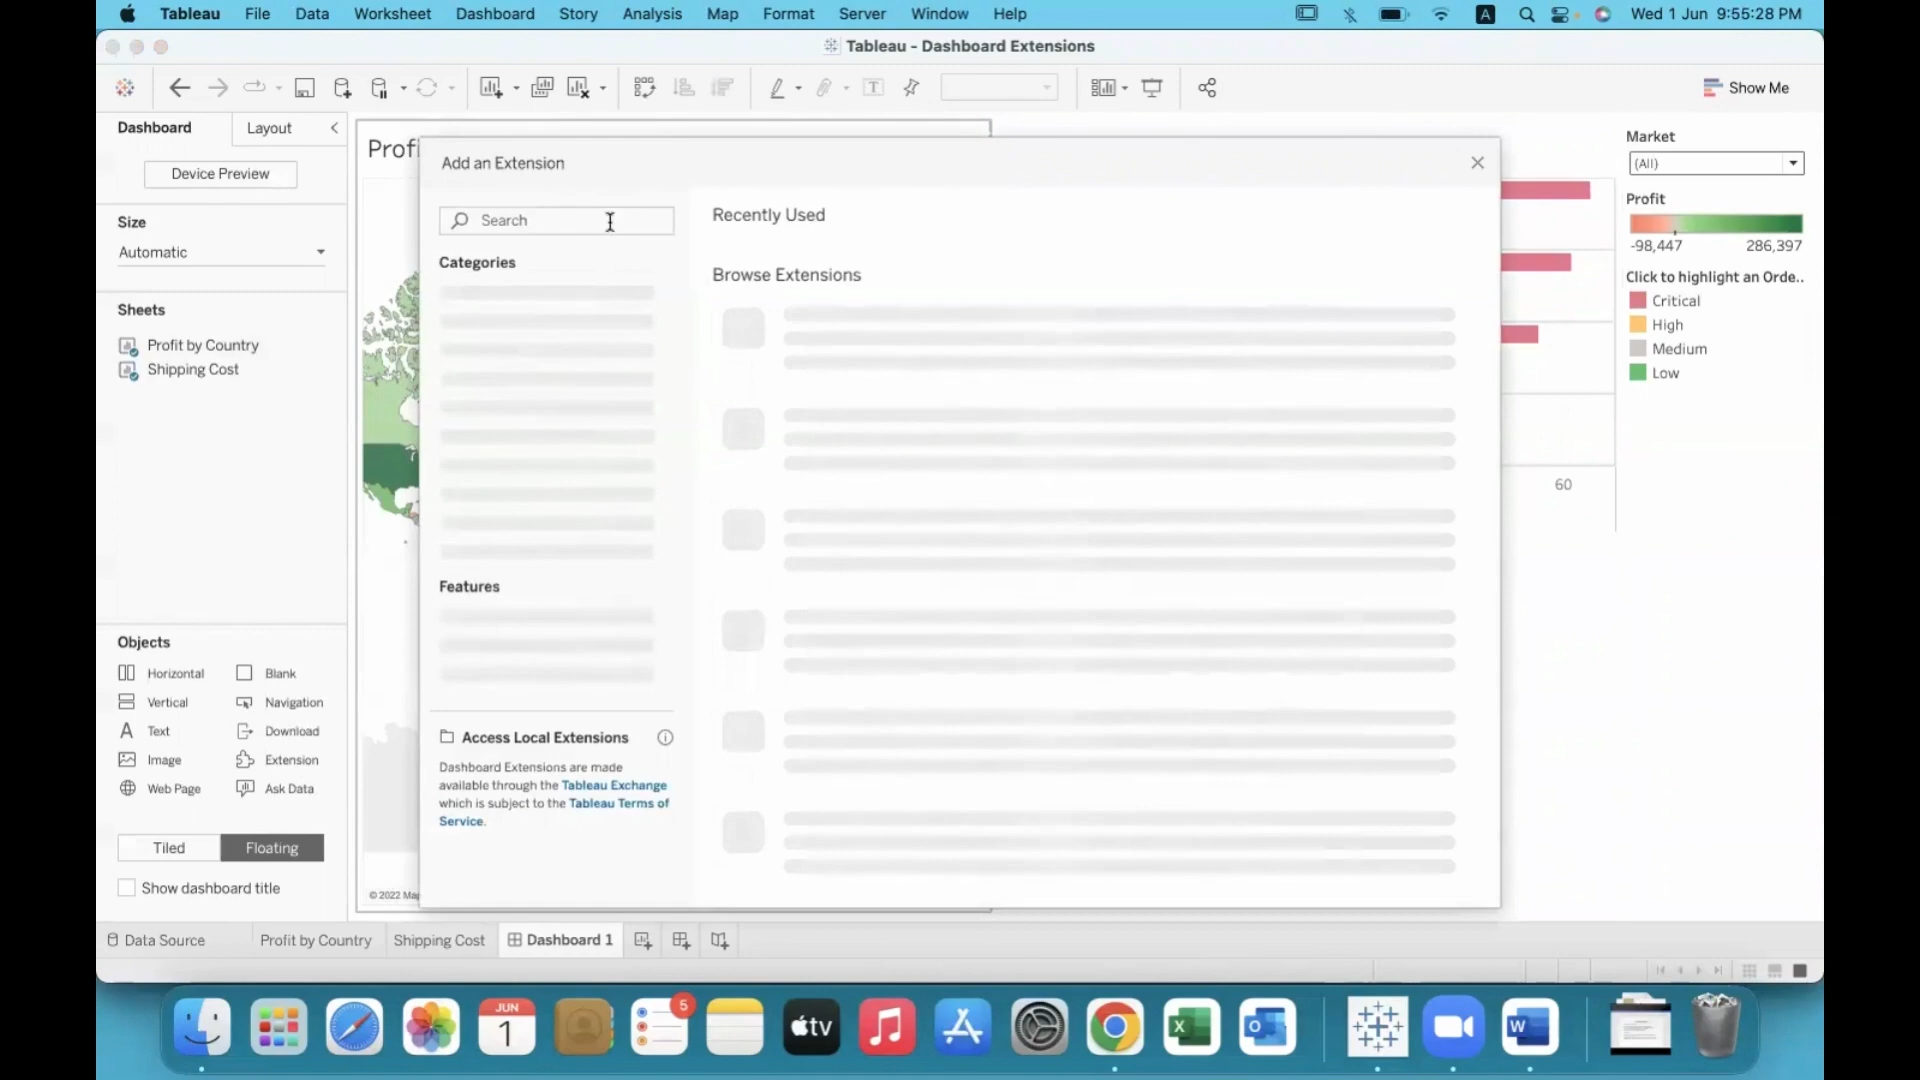 Tableau File Data Worksheet Dashboard Story Analysis Map Format Server Window Help A Wed 1 Jun 9:55:28 PM
Tableau - Dashboard Extensions
Show Me
Dashboard Layout
Device Preview
Size
Automatic
Sheets
Profit by Country
Shipping Cost
Objects
Horizontal Blank
Vertical Navigation
Text Download
Image Extension
Web Page Ask Data
Tiled Floating
Show dashboard title
Add an Extension
Search
Categories
Features
Access Local Extensions
Dashboard Extensions are made
available through the Tableau Exchange
which is subject to the Tableau Terms of
Service.
Recently Used
Browse Extensions
© 2022
60
Market
(All)
Profit
-98,447 286,397
Click to highlight an Orde..
Critical
High
Medium
Low
Data Source Profit by Country Shipping Cost Dashboard 1
JUN
1
5
tv
X
O
W